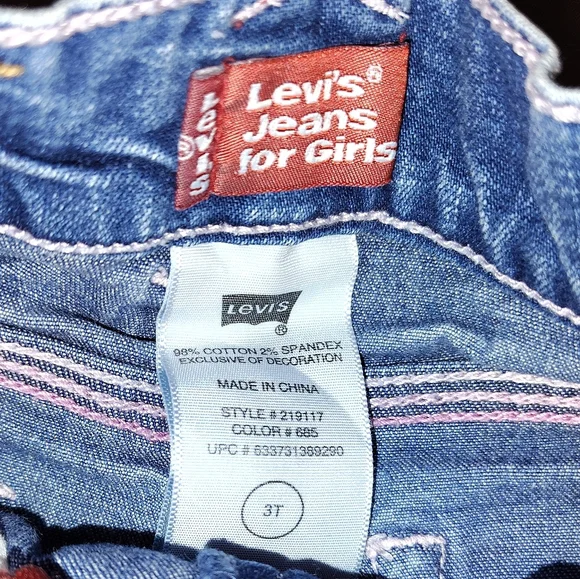 LEVI'S®
Levi's®
Jeans
for Girls
LEVI'S
®
98% COTTON 2% SPANDEX
EXCLUSIVE OF DECORATION
MADE IN CHINA
STYLE # 219117
COLOR # 685
UPC # 633731389290
3T